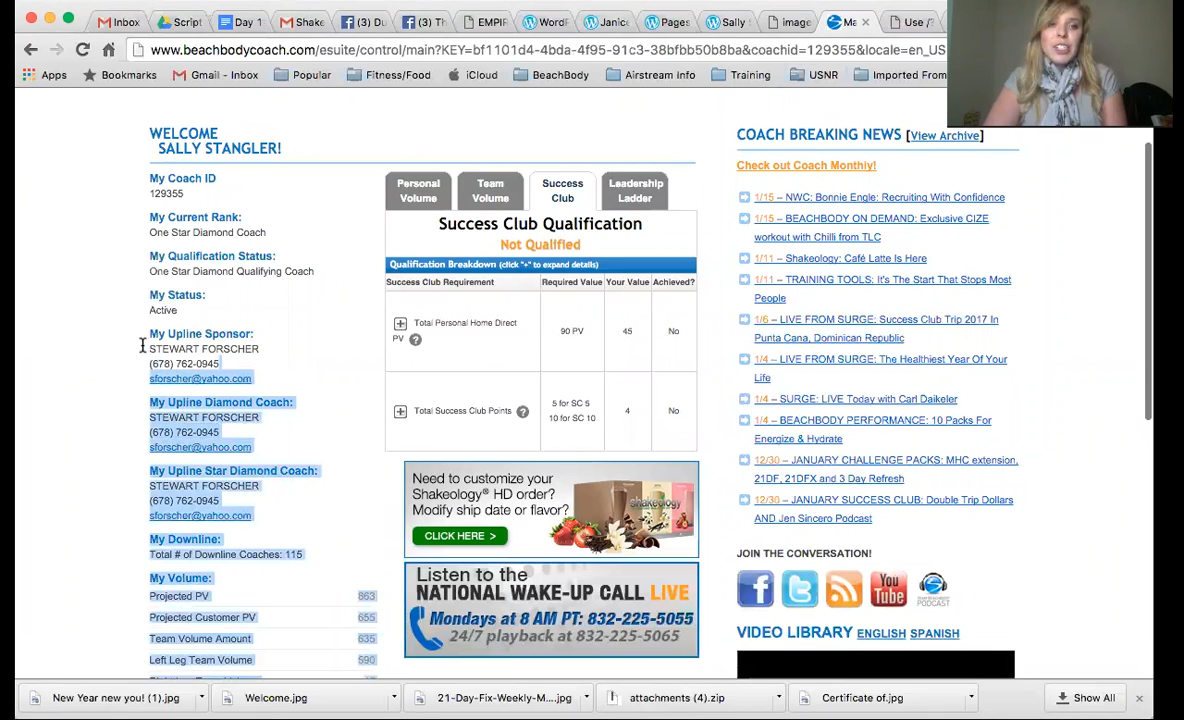 Inbox
Script
Day 1
Shake
(3) Du
(3) Th
EMPIR
WordP
Janice
Pages
Sally
image
Ma
Use /
www.beachbodycoach.com/esuite/control/main?KEY=bf1101d4-4bda-4f95-91c3-38bfbb50b8ba&coachid=129355&locale=en_US
Apps
Bookmarks
Gmail - Inbox
Popular
Fitness/Food
iCloud
BeachBody
Airstream Info
Training
USNR
Imported From
WELCOME
SALLY STANGLER!
My Coach ID
129355
My Current Rank:
One Star Diamond Coach
My Qualification Status:
One Star Diamond Qualifying Coach
My Status:
Active
My Upline Sponsor:
STEWART FORSCHER
(678) 762-0945
sforscher@yahoo.com
My Upline Diamond Coach:
STEWART FORSCHER
(678) 762-0945
sforscher@yahoo.com
My Upline Star Diamond Coach:
STEWART FORSCHER
(678) 762-0945
sforscher@yahoo.com
My Downline:
Total # of Downline Coaches: 115
My Volume:
Projected PV 863
Projected Customer PV 655
Team Volume Amount 635
Left Leg Team Volume 590
Personal
Volume
Team
Volume
Success
Club
Leadership
Ladder
Success Club Qualification
Not Qualified
Qualification Breakdown (click "+" to expand details)
Success Club Requirement Required Value Your Value Achieved?
Total Personal Home Direct
PV ? 90 PV 45 No
Total Success Club Points ? 5 for SC 5
10 for SC 10 4 No
Need to customize your
Shakeology® HD order?
Modify ship date or flavor?
CLICK HERE >
shakeology
Listen to the
NATIONAL WAKE-UP CALL LIVE
Mondays at 8 AM PT: 832-225-5055
24/7 playback at 832-225-5065
COACH BREAKING NEWS [View Archive]
Check out Coach Monthly!
1/15 – NWC: Bonnie Engle: Recruiting With Confidence
1/15 – BEACHBODY ON DEMAND: Exclusive CIZE
workout with Chilli from TLC
1/11 – Shakeology: Café Latte Is Here
1/11 – TRAINING TOOLS: It's The Start That Stops Most
People
1/6 – LIVE FROM SURGE: Success Club Trip 2017 In
Punta Cana, Dominican Republic
1/4 – LIVE FROM SURGE: The Healthiest Year Of Your
Life
1/4 – SURGE: LIVE Today with Carl Daikeler
1/4 – BEACHBODY PERFORMANCE: 10 Packs For
Energize & Hydrate
12/30 – JANUARY CHALLENGE PACKS: MHC extension,
21DF, 21DFX and 3 Day Refresh
12/30 – JANUARY SUCCESS CLUB: Double Trip Dollars
AND Jen Sincero Podcast
JOIN THE CONVERSATION!
You
Tube
PODCAST
VIDEO LIBRARY ENGLISH SPANISH
New Year new you! (1).jpg
Welcome.jpg
21-Day-Fix-Weekly-M....jpg
attachments (4).zip
Certificate of.jpg
Show All